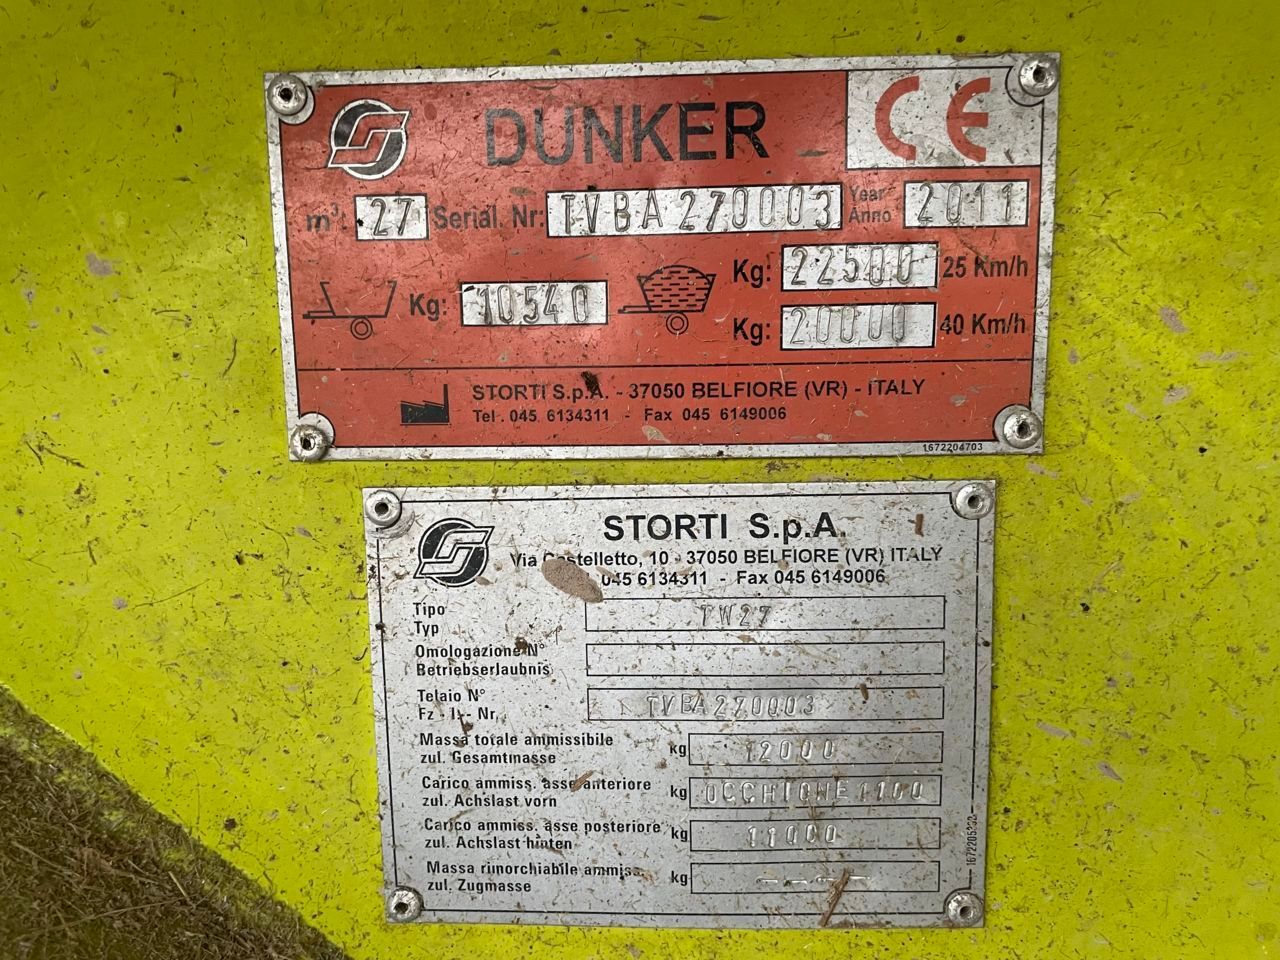 DUNKER
CE
m³: 27 Serial. Nr: TVBA270003 Year Anno 2011
Kg: 10540 Kg: 22500 25 Km/h
Kg: 20000 40 Km/h
STORTI S.p.A. - 37050 BELFIORE (VR) - ITALY
Tel. 045 6134311 - Fax 045 6149006
1672204703
STORTI S.p.A.
Via Castelletto, 10 - 37050 BELFIORE (VR) ITALY
045 6134311 - Fax 045 6149006
Tipo
Typ
TW27
Omologazione N°
Betriebserlaubnis
Telaio N°
Fz - I. - Nr.
TVBA270003
Massa totale ammissibile
zul. Gesamtmasse
kg 12000
Carico ammiss. asse anteriore
zul. Achslast vorn
kg OCCHIONE 1100
Carico ammiss. asse posteriore
zul. Achslast hinten
kg 11000
Massa rimorchiabile ammiss.
zul. Zugmasse
kg ----